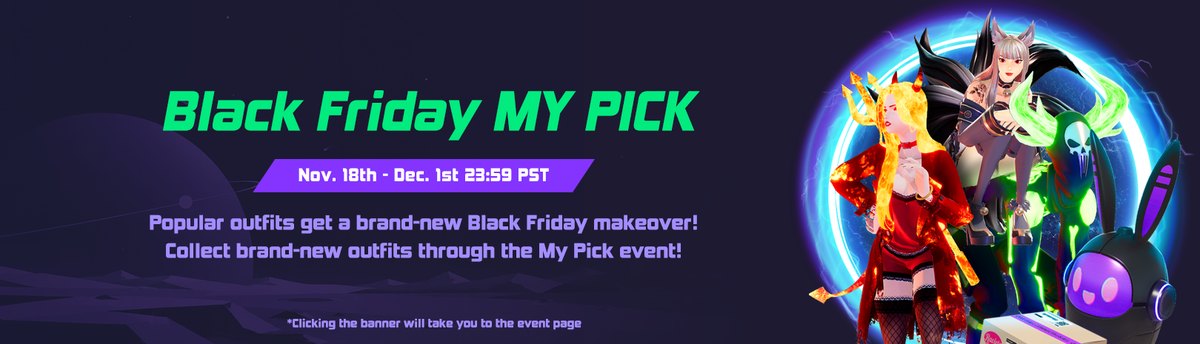 Black Friday MY PICK
Nov. 18th - Dec. 1st 23:59 PST
Popular outfits get a brand-new Black Friday makeover!
Collect brand-new outfits through the My Pick event!
*Clicking the banner will take you to the event page